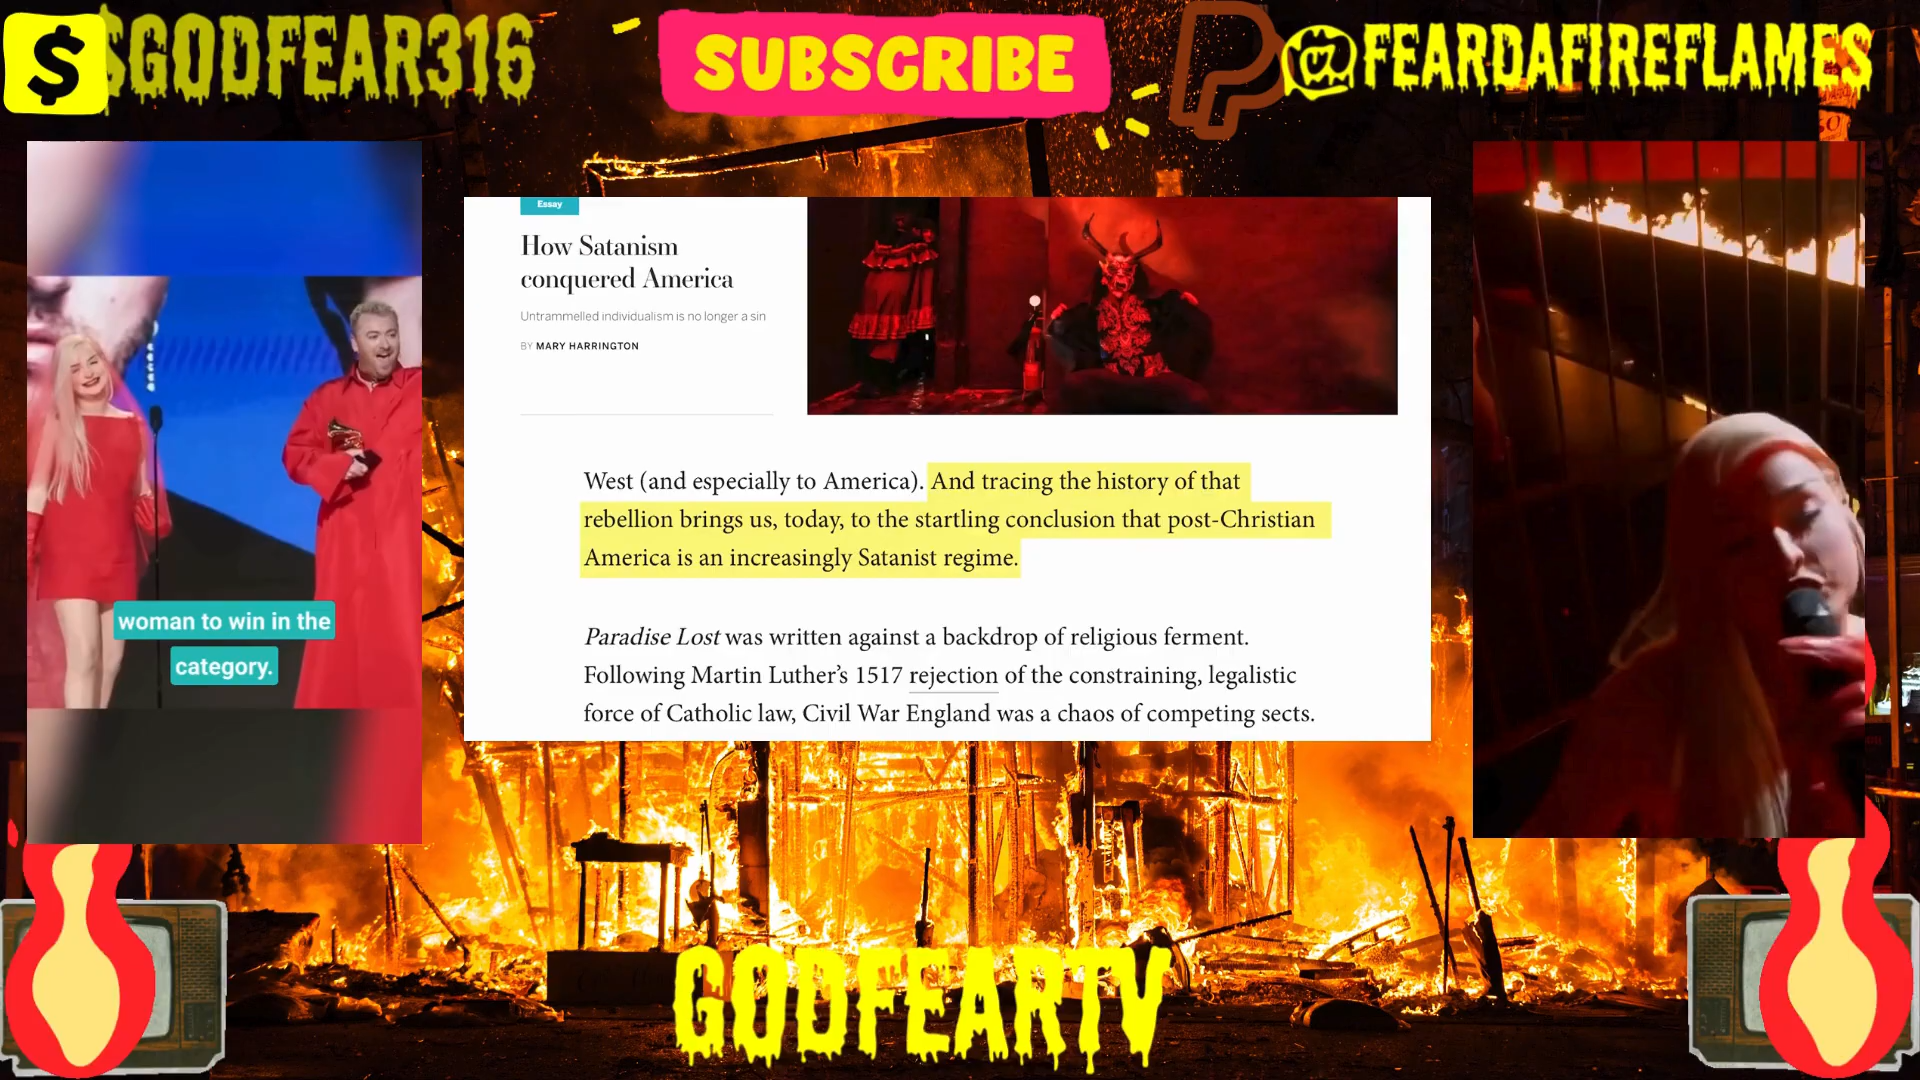 $GODFEAR316
SUBSCRIBE
@FEARDAFIREFLAMES
Essay
How Satanism
conquered America
Untrammelled individualism is no longer a sin
BY MARY HARRINGTON
West (and especially to America). And tracing the history of that
rebellion brings us, today, to the startling conclusion that post-Christian
America is an increasingly Satanist regime.
Paradise Lost was written against a backdrop of religious ferment.
Following Martin Luther’s 1517 rejection of the constraining, legalistic
force of Catholic law, Civil War England was a chaos of competing sects.
woman to win in the
category.
GODFEARTV